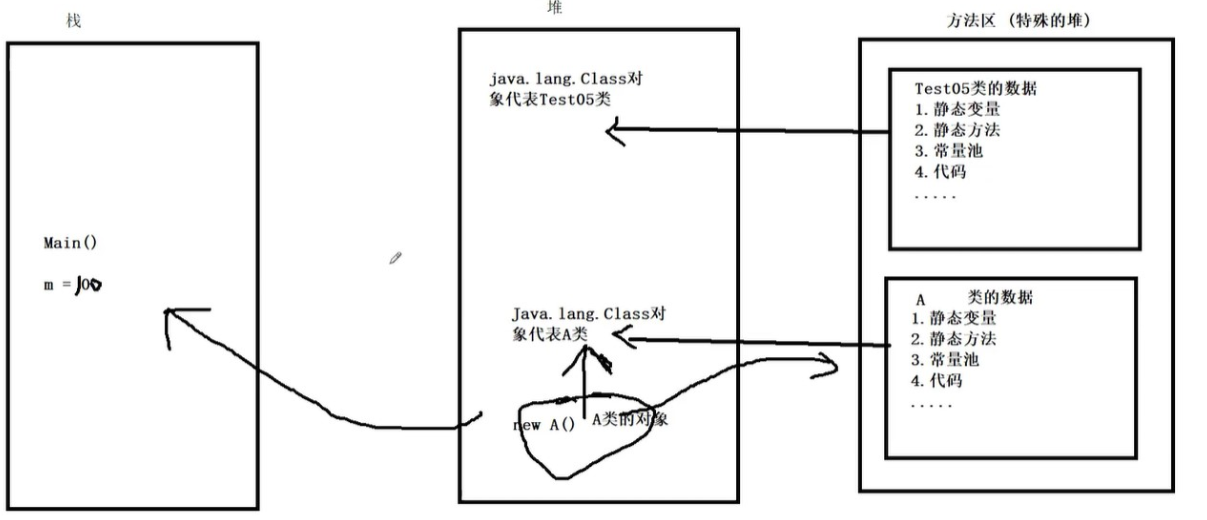 栈
堆
方法区 (特殊的堆)
java.lang.Class对
象代表Test05类
Test05类的数据
1.静态变量
2.静态方法
3.常量池
4.代码
.....
Main()
m =100
Java.lang.Class对
象代表A类
new A() A类的对象
A 类的数据
1.静态变量
2.静态方法
3.常量池
4.代码
.....